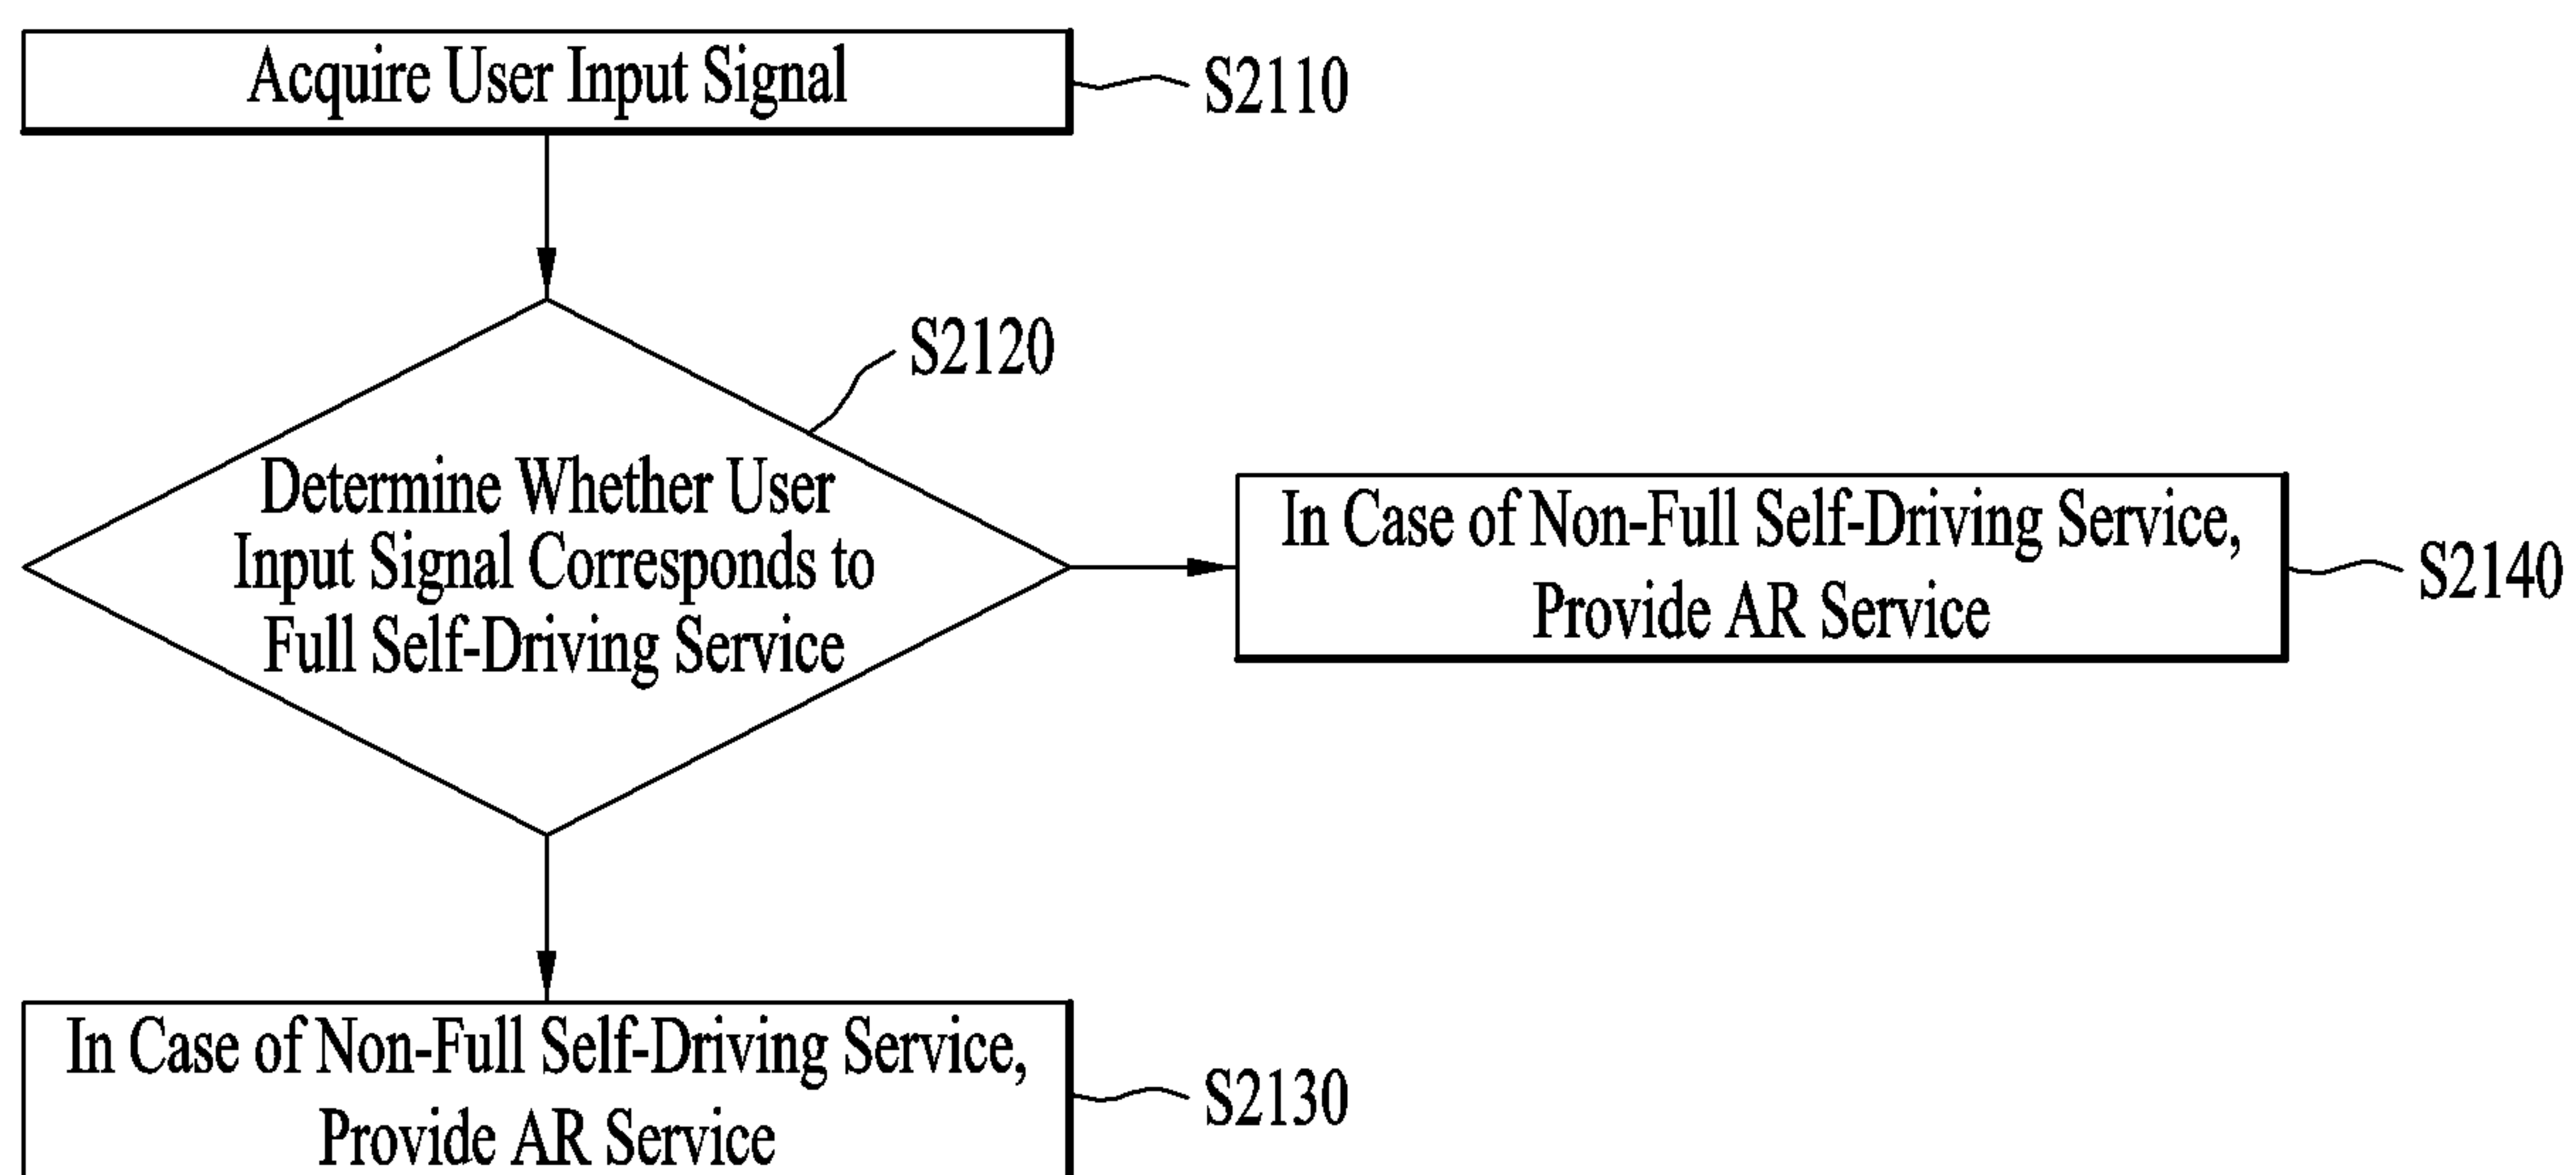 Acquire User Input Signal
S2110
S2120
Determine Whether User
Input Signal Corresponds to
Full Self-Driving Service
In Case of Non-Full Self-Driving Service,
Provide AR Service
S2140
In Case of Non-Full Self-Driving Service,
Provide AR Service
S2130